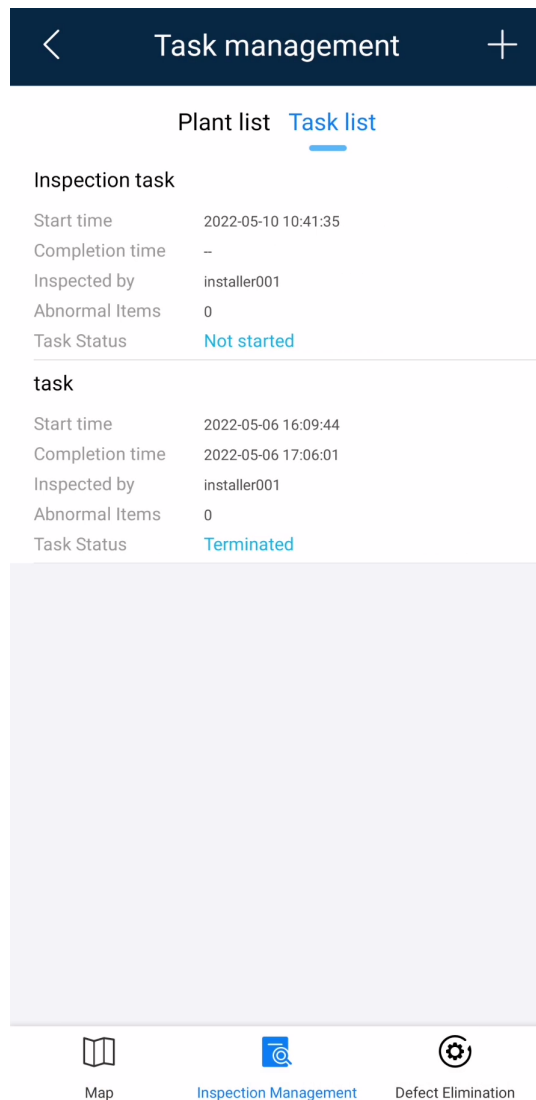 Task management
Plant list Task list
Inspection task
Start time 2022-05-10 10:41:35
Completion time --
Inspected by installer001
Abnormal Items 0
Task Status Not started
task
Start time 2022-05-06 16:09:44
Completion time 2022-05-06 17:06:01
Inspected by installer001
Abnormal Items 0
Task Status Terminated
Map Inspection Management Defect Elimination